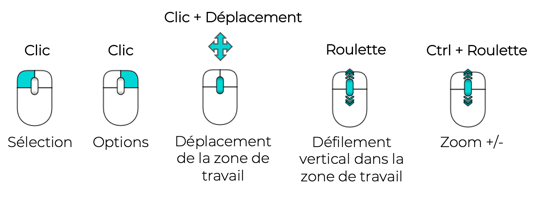 Clic + Déplacement
Clic
Clic
Roulette
Ctrl + Roulette
Sélection
Options
Déplacement
de la zone de
travail
Défilement
vertical dans la
zone de travail
Zoom +/-